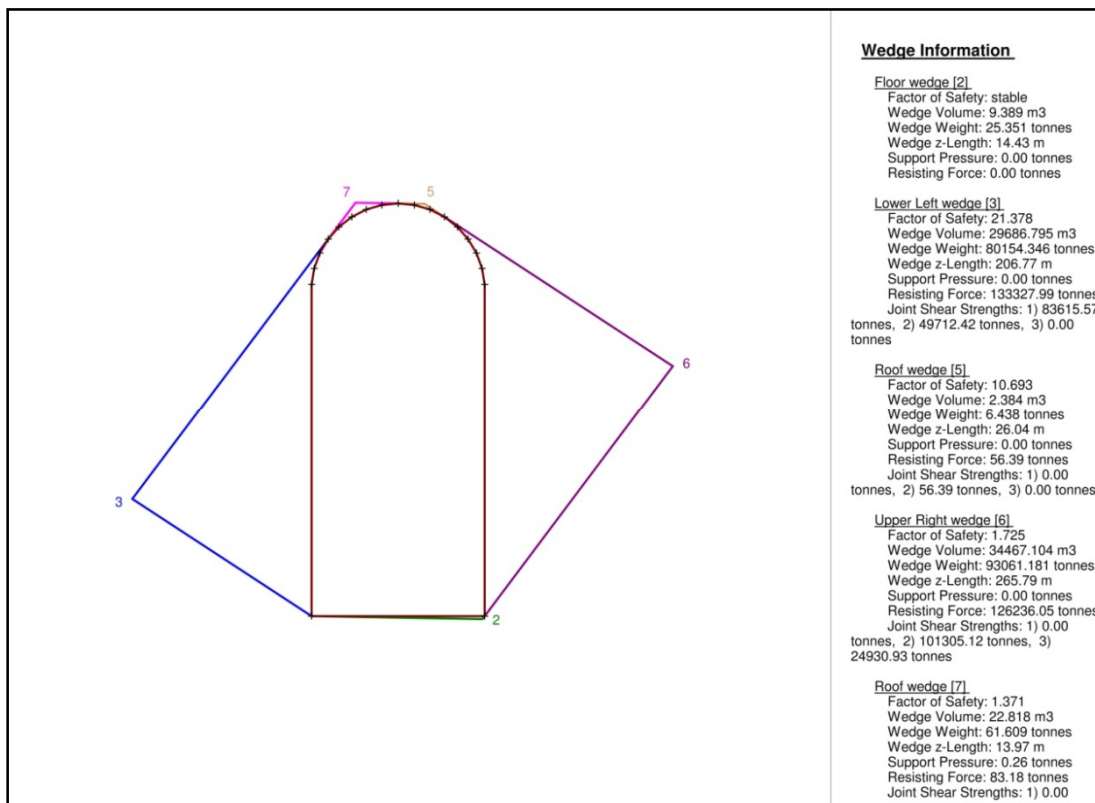 7
5
6
3
2
Wedge Information
Floor wedge [2]
Factor of Safety: stable
Wedge Volume: 9.389 m3
Wedge Weight: 25.351 tonnes
Wedge z-Length: 14.43 m
Support Pressure: 0.00 tonnes
Resisting Force: 0.00 tonnes
Lower Left wedge [3]
Factor of Safety: 21.378
Wedge Volume: 29686.795 m3
Wedge Weight: 80154.346 tonnes
Wedge z-Length: 206.77 m
Support Pressure: 0.00 tonnes
Resisting Force: 133327.99 tonnes
Joint Shear Strengths: 1) 83615.57
tonnes, 2) 49712.42 tonnes, 3) 0.00
tonnes
Roof wedge [5]
Factor of Safety: 10.693
Wedge Volume: 2.384 m3
Wedge Weight: 6.438 tonnes
Wedge z-Length: 26.04 m
Support Pressure: 0.00 tonnes
Resisting Force: 56.39 tonnes
Joint Shear Strengths: 1) 0.00
tonnes, 2) 56.39 tonnes, 3) 0.00 tonnes
Upper Right wedge [6]
Factor of Safety: 1.725
Wedge Volume: 34467.104 m3
Wedge Weight: 93061.181 tonnes
Wedge z-Length: 265.79 m
Support Pressure: 0.00 tonnes
Resisting Force: 126236.05 tonnes
Joint Shear Strengths: 1) 0.00
tonnes, 2) 101305.12 tonnes, 3)
24930.93 tonnes
Roof wedge [7]
Factor of Safety: 1.371
Wedge Volume: 22.818 m3
Wedge Weight: 61.609 tonnes
Wedge z-Length: 13.97 m
Support Pressure: 0.26 tonnes
Resisting Force: 83.18 tonnes
Joint Shear Strengths: 1) 0.00